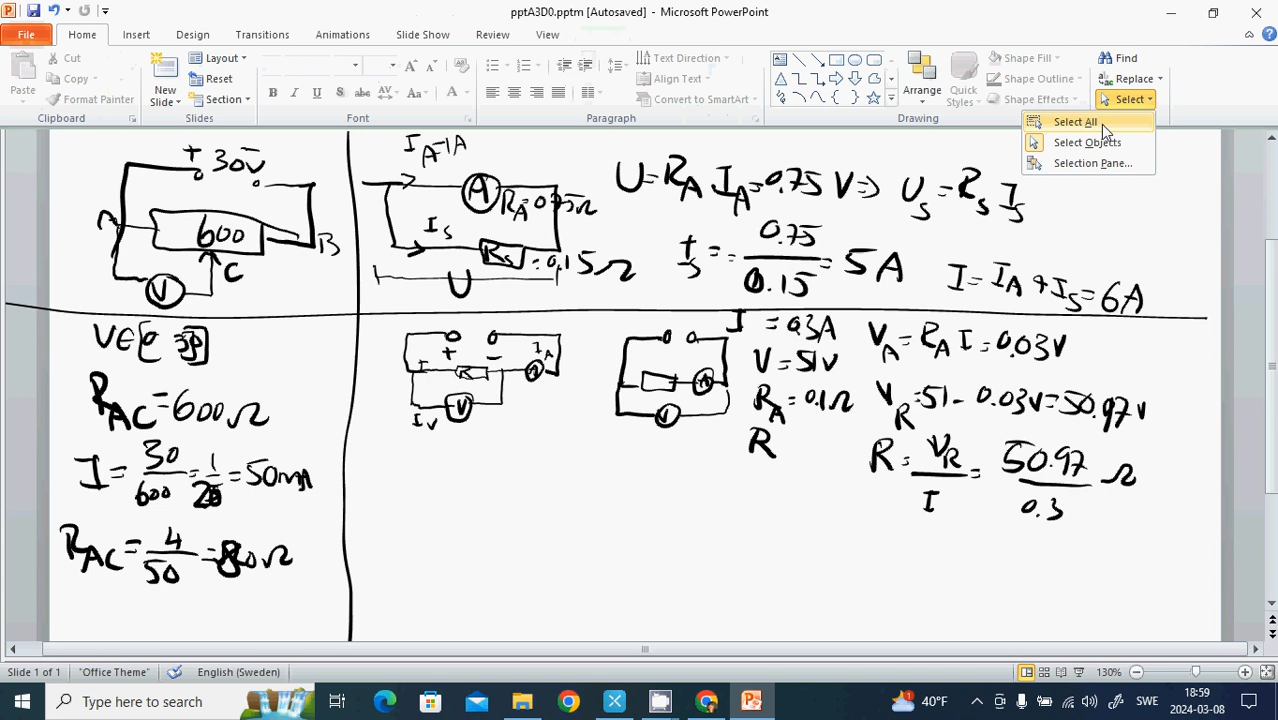 pptA3D0.pptm [Autosaved] - Microsoft PowerPoint
File Home Insert Design Transitions Animations Slide Show Review View
Cut
Copy
Format Painter
Paste
Clipboard
New Slide
Layout
Reset
Section
Slides
B I U S abc AV Aa A
Font
Paragraph
Text Direction
Align Text
Convert to SmartArt
Arrange
Quick Styles
Shape Fill
Shape Outline
Shape Effects
Drawing
Find
Replace
Select
Select All
Select Objects
Selection Pane...
+ 30V
600
B
C
V
I_A=1A
A
R_A=0.75Ω
I_s
R_s =0.15Ω
U
U=R_A I_A=0.75 V ⇒ U_s=R_s I_s
I_s = = 0.75/0.15 = 5A
I=I_A+I_s=6A
R_AC=600Ω
I= 30/600 = 1/20 = 50mA
R_AC= 4/50 = 80Ω
+ -
I
R
I_A
A
V
I_V
A
V
I = 0.3A
V=51V
R_A=0.1Ω
R
V_A=R_A I=0.03V
V_R=51-0.03V=50.97V
R= V_R/I = 50.97/0.3 Ω
Slide 1 of 1 "Office Theme" English (Sweden) 130%
Type here to search
40°F
SWE
18:59
2024-03-08